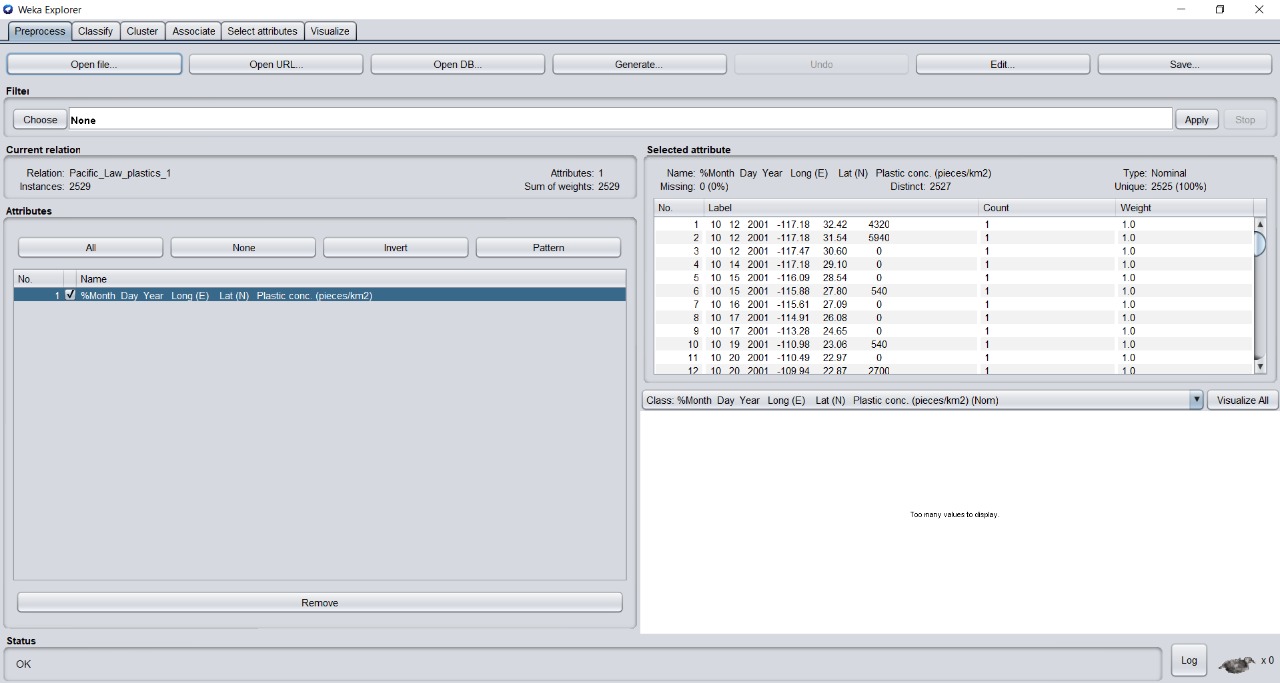 Weka Explorer
Preprocess Classify Cluster Associate Select attributes Visualize
Open file... Open URL... Open DB... Generate... Undo Edit... Save...
Filter
Choose None Apply Stop
Current relation
Relation: Pacific_Law_plastics_1 Attributes: 1
Instances: 2529 Sum of weights: 2529
Attributes
All None Invert Pattern
No. Name
1 %Month Day Year Long (E) Lat (N) Plastic conc. (pieces/km2)
Remove
Selected attribute
Name: %Month Day Year Long (E) Lat (N) Plastic conc. (pieces/km2) Type: Nominal
Missing: 0 (0%) Distinct: 2527 Unique: 2525 (100%)
No. Label Count Weight
1 10 12 2001 -117.18 32.42 4320 1 1.0
2 10 12 2001 -117.18 31.54 5940 1 1.0
3 10 12 2001 -117.47 30.60 0 1 1.0
4 10 14 2001 -117.18 29.10 0 1 1.0
5 10 15 2001 -116.09 28.54 0 1 1.0
6 10 15 2001 -115.88 27.80 540 1 1.0
7 10 16 2001 -115.61 27.09 0 1 1.0
8 10 17 2001 -114.91 26.08 0 1 1.0
9 10 17 2001 -113.28 24.65 0 1 1.0
10 10 19 2001 -110.98 23.06 540 1 1.0
11 10 20 2001 -110.49 22.97 0 1 1.0
12 10 20 2001 -109.94 22.87 2700 1 1.0
Class: %Month Day Year Long (E) Lat (N) Plastic conc. (pieces/km2) (Nom) Visualize All
Too many values to display.
Status
OK Log x 0